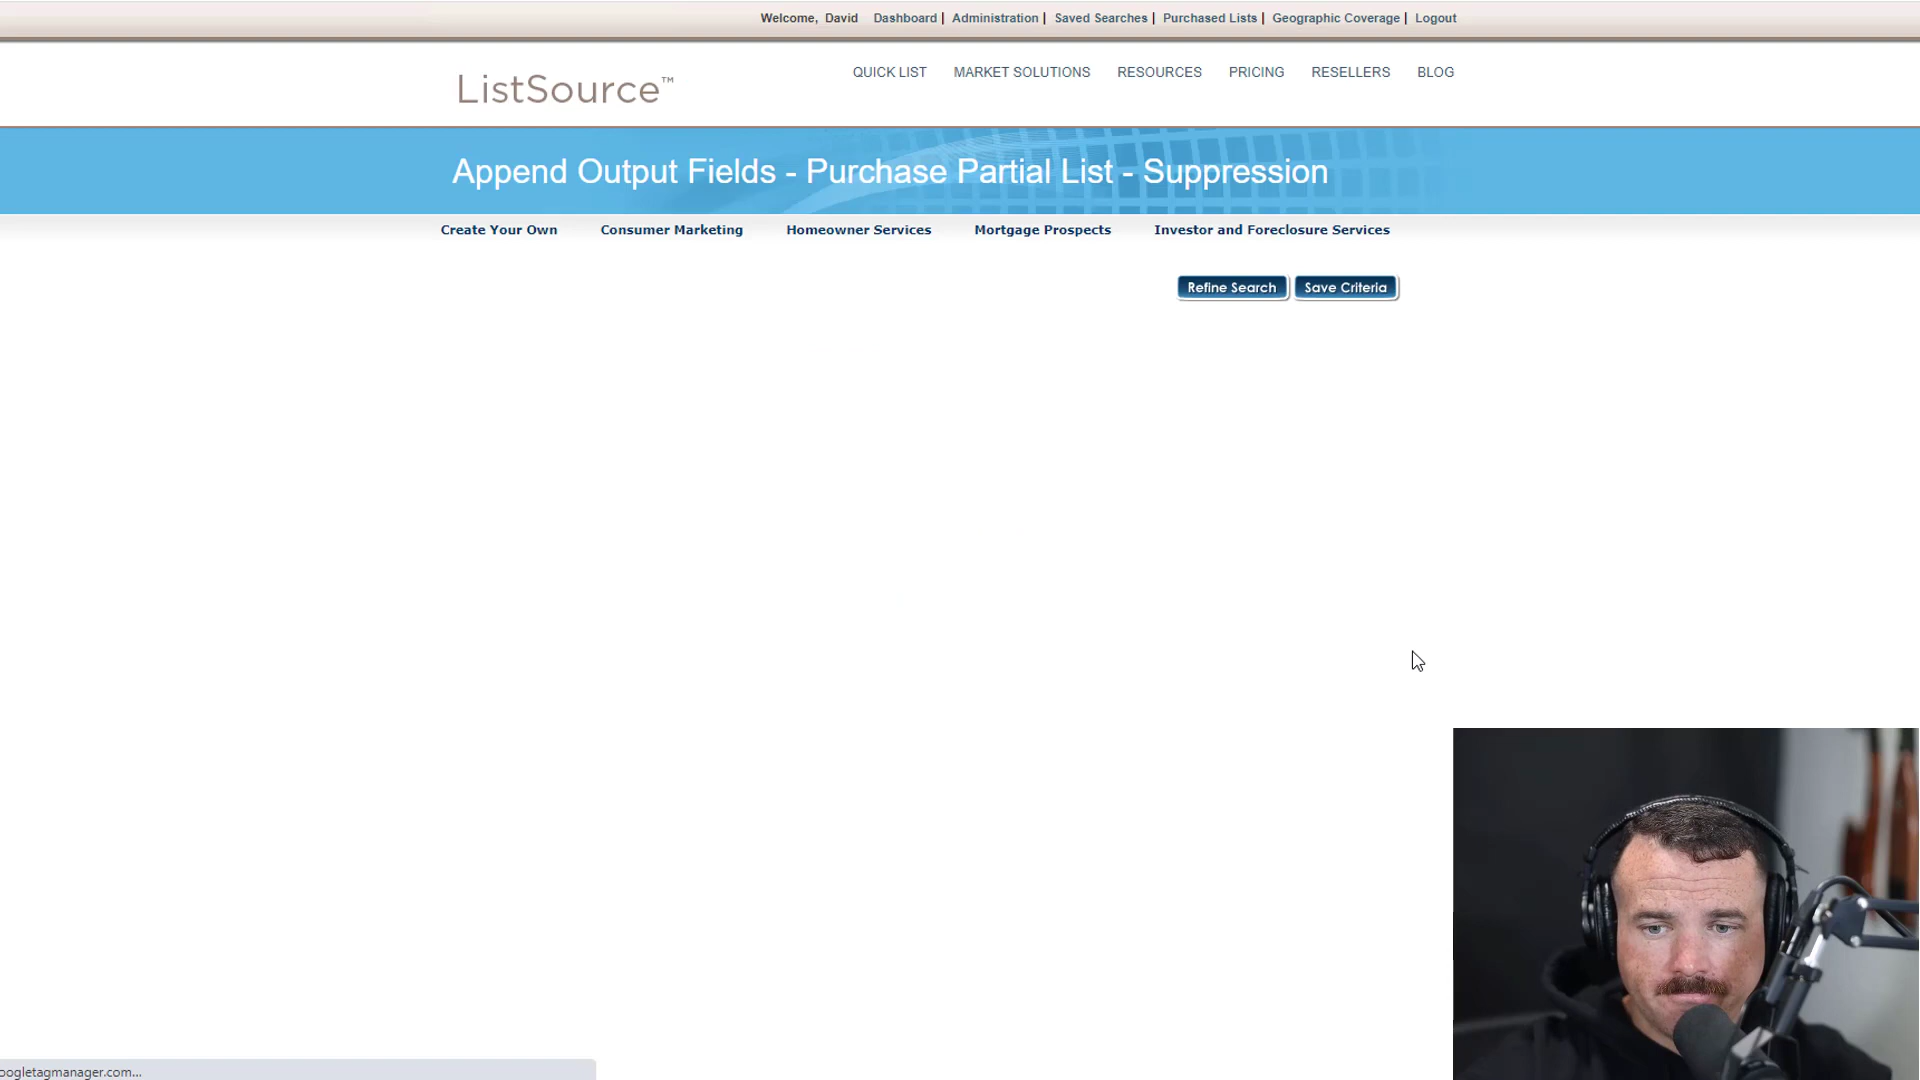 Welcome, David Dashboard | Administration | Saved Searches | Purchased Lists | Geographic Coverage | Logout
ListSource™
QUICK LIST MARKET SOLUTIONS RESOURCES PRICING RESELLERS BLOG
Append Output Fields - Purchase Partial List - Suppression
Create Your Own Consumer Marketing Homeowner Services Mortgage Prospects Investor and Foreclosure Services
Refine Search Save Criteria
oogletagmanager.com...